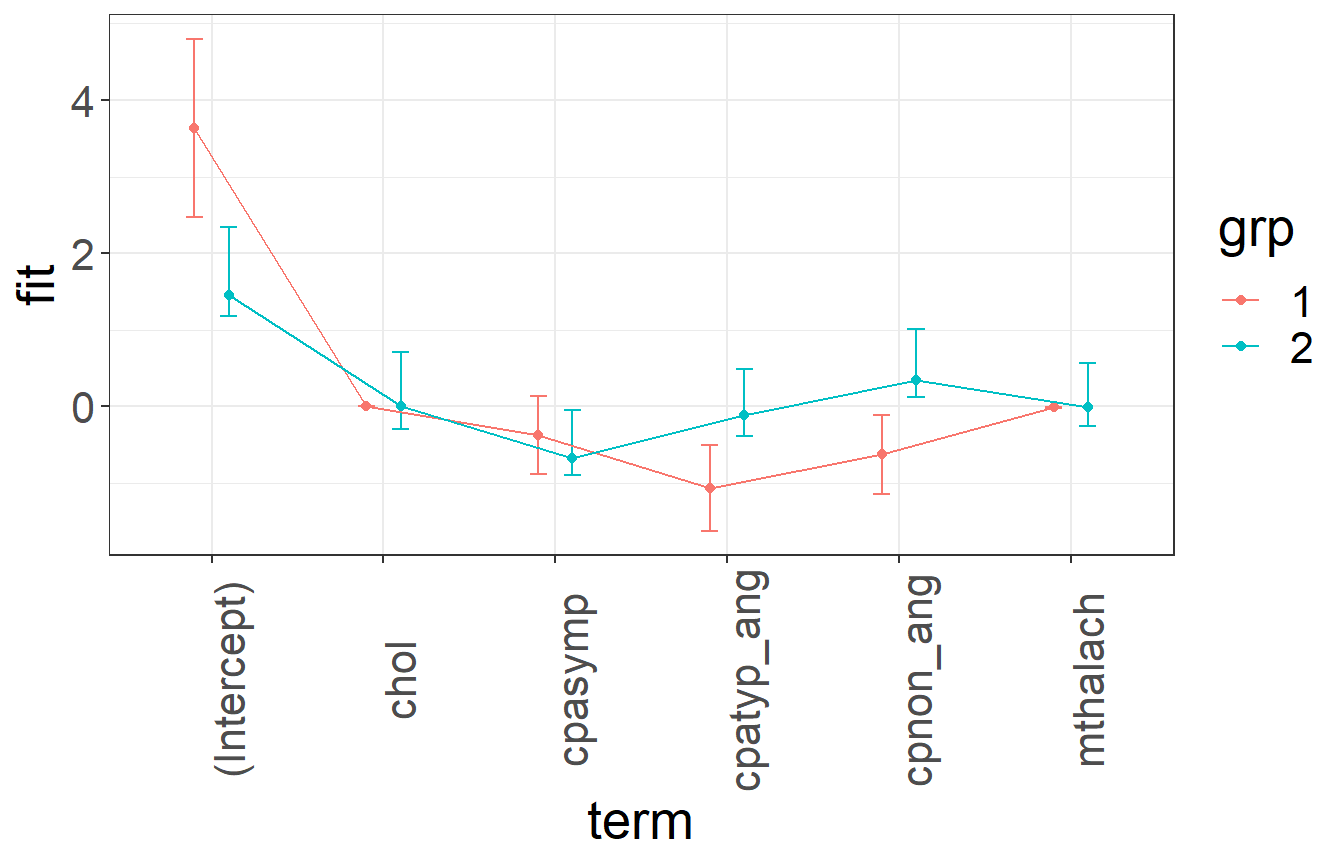 fit
4
2
0
(Intercept)
chol
cpasymp
cpatyp_ang
cpnon_ang
mthalach
term
grp
1
2